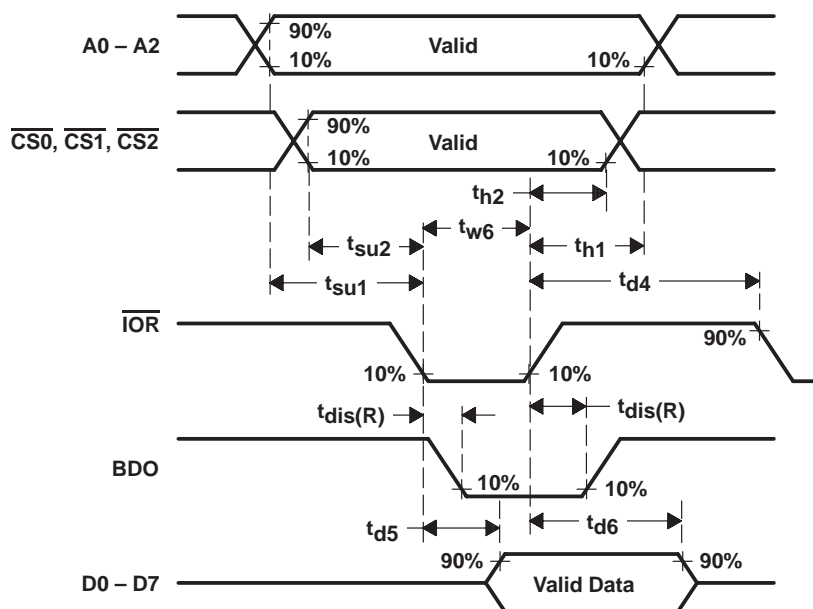 A0 – A2
90%
Valid
10%
10%
CS0, CS1, CS2
90%
Valid
10%
10%
th2
tw6
tsu2
th1
tsu1
td4
IOR
90%
10%
10%
tdis(R)
tdis(R)
BDO
10%
10%
td5
td6
90%
90%
D0 – D7
Valid Data